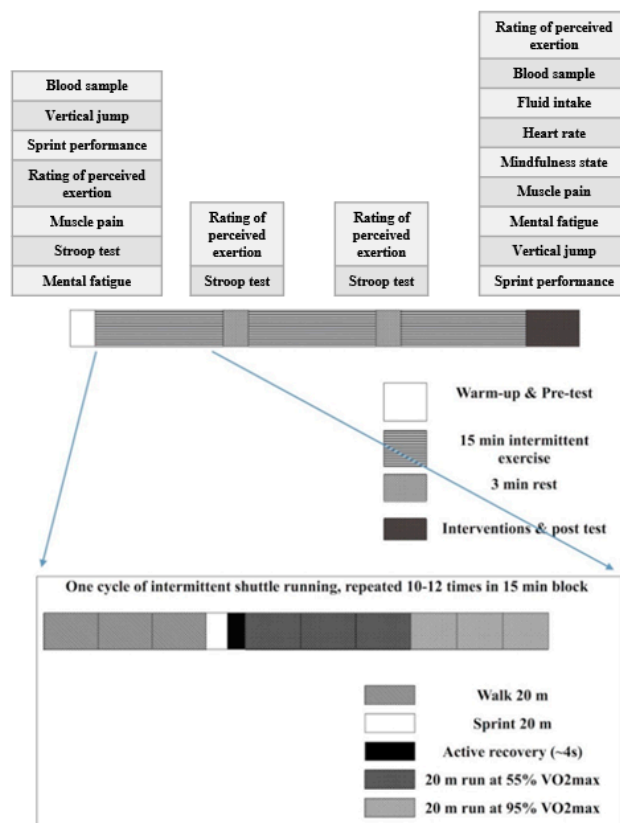 Blood sample
Vertical jump
Sprint performance
Rating of perceived
exertion
Muscle pain
Stroop test
Mental fatigue
Rating of
perceived
exertion
Stroop test
Rating of
perceived
exertion
Stroop test
Rating of perceived
exertion
Blood sample
Fluid intake
Heart rate
Mindfulness state
Muscle pain
Mental fatigue
Vertical jump
Sprint performance
Warm-up & Pre-test
15 min intermittent
exercise
3 min rest
Interventions & post test
One cycle of intermittent shuttle running, repeated 10-12 times in 15 min block
Walk 20 m
Sprint 20 m
Active recovery (~4s)
20 m run at 55% VO2max
20 m run at 95% VO2max